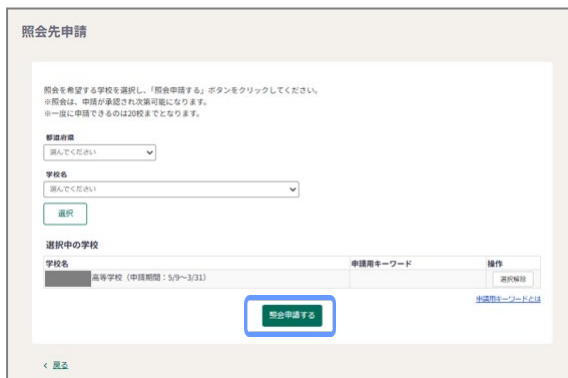 照会先申請
照会を希望する学校を選択し、「照会申請する」ボタンをクリックしてください。
※照会は、申請が承認され次第可能になります。
※一度に申請できるのは20校までとなります。
都道府県
選んでください
学校名
選んでください
選択
選択中の学校
学校名 申請用キーワード 操作
高等学校（申請期間：5/9～3/31） 選択解除
申請用キーワードとは
照会申請する
< 戻る